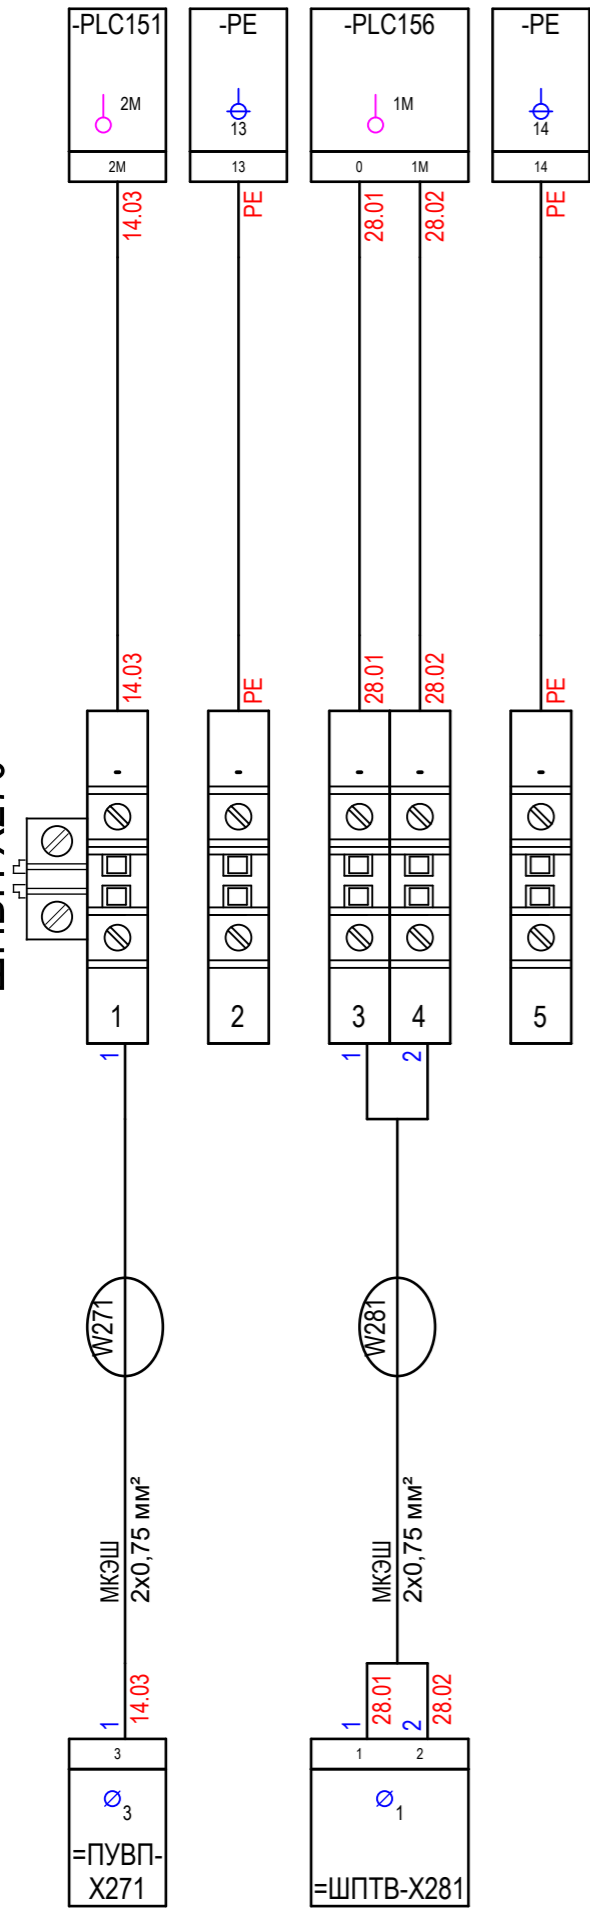 -PLC151
-PE
-PLC156
-PE
2M
13
1M
14
2M
13
0
1M
14
14.03
PE
28.01
28.02
PE
14.03
PE
28.01
28.02
PE
-
-
-
-
-
1
2
3
4
5
1
1
2
W271
W281
МКЭШ
2x0,75 мм²
МКЭШ
2x0,75 мм²
1
14.03
1
28.01
2
28.02
3
1
2
3
1
=ПУВП-
X271
=ШПТВ-X281